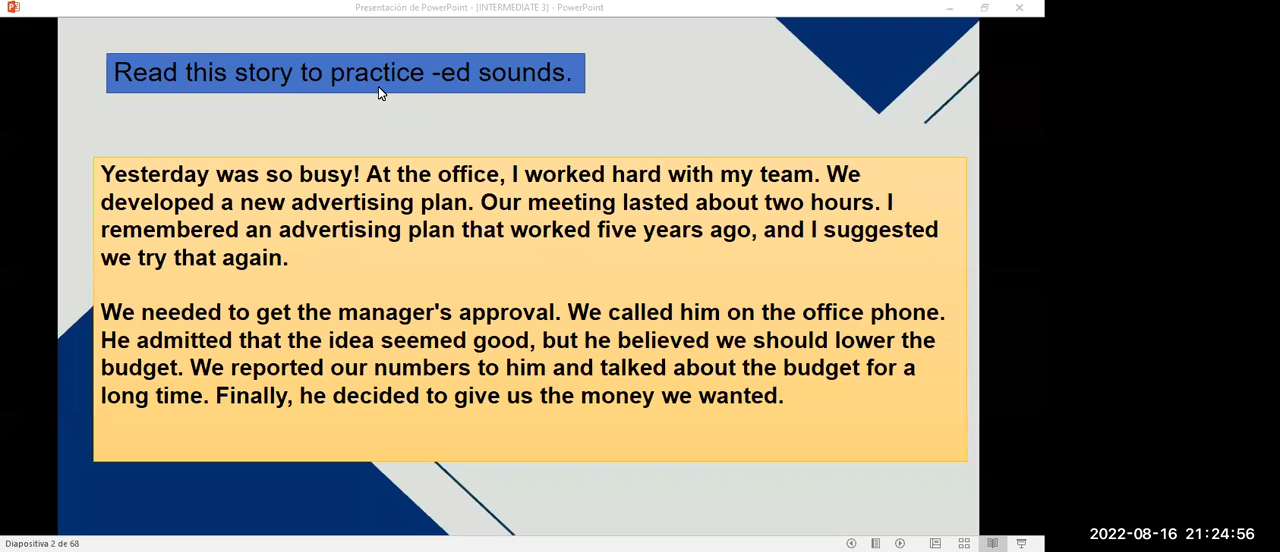 Presentación de PowerPoint - [INTERMEDIATE 3] - PowerPoint
Read this story to practice -ed sounds.
Yesterday was so busy! At the office, I worked hard with my team. We
developed a new advertising plan. Our meeting lasted about two hours. I
remembered an advertising plan that worked five years ago, and I suggested
we try that again.
We needed to get the manager's approval. We called him on the office phone.
He admitted that the idea seemed good, but he believed we should lower the
budget. We reported our numbers to him and talked about the budget for a
long time. Finally, he decided to give us the money we wanted.
Diapositiva 2 de 68
2022-08-16 21:24:56